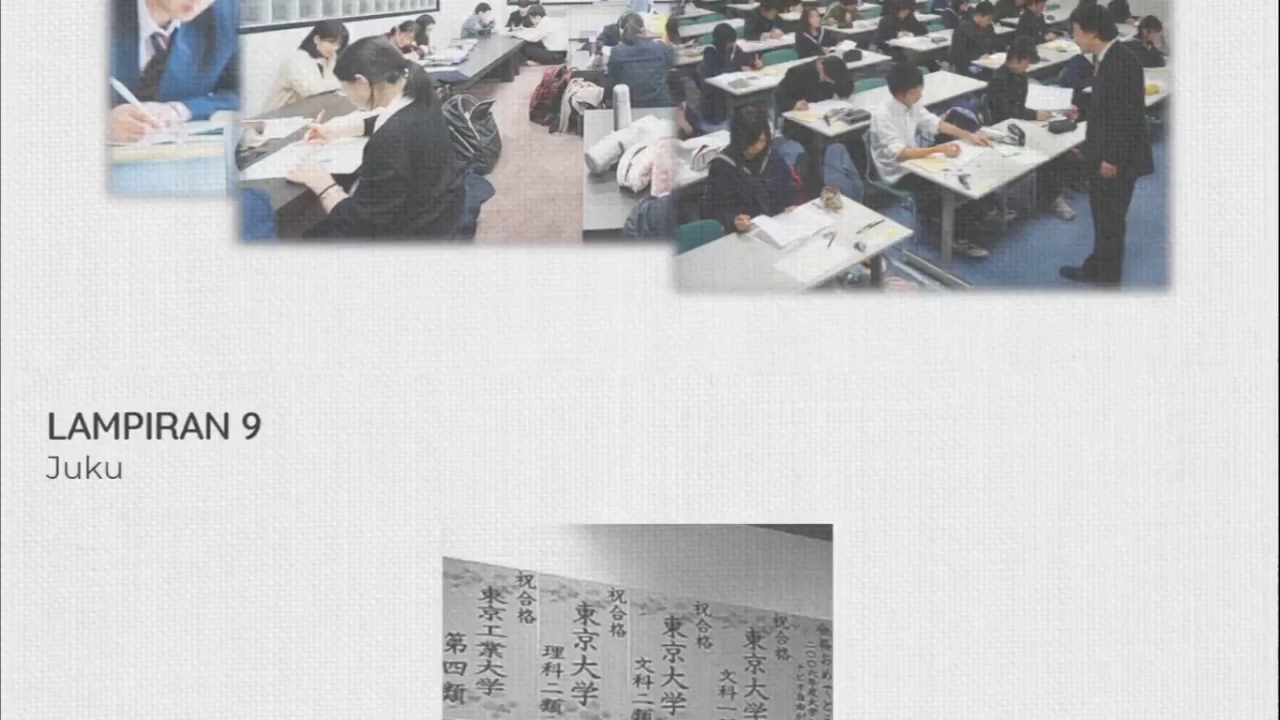 LAMPIRAN 9
Juku
祝合格
東京工業大学
第四類
祝合格
東京大学
理科二類
祝合格
東京大学
文科二類
祝合格
東京大学
文科一